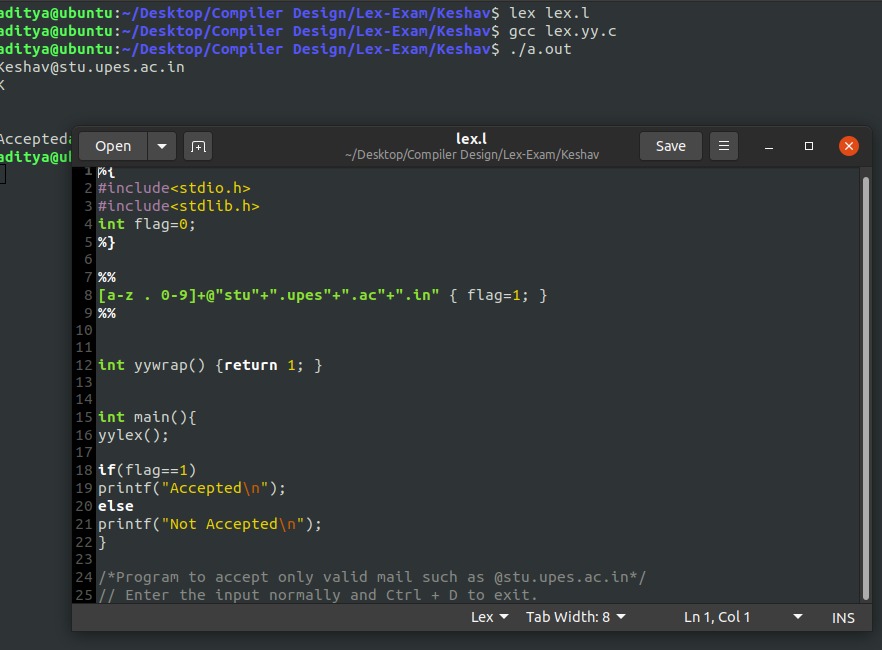 aditya@ubuntu:~/Desktop/Compiler Design/Lex-Exam/Keshav$ lex lex.l
aditya@ubuntu:~/Desktop/Compiler Design/Lex-Exam/Keshav$ gcc lex.yy.c
aditya@ubuntu:~/Desktop/Compiler Design/Lex-Exam/Keshav$ ./a.out
Keshav@stu.upes.ac.in
K
Accepted
aditya@u
Open
lex.l
~/Desktop/Compiler Design/Lex-Exam/Keshav
Save
1 %{
2 #include<stdio.h>
3 #include<stdlib.h>
4 int flag=0;
5 %}
6
7 %%
8 [a-z . 0-9]+@"stu"+".upes"+".ac"+".in" { flag=1; }
9 %%
10
11
12 int yywrap() {return 1; }
13
14
15 int main(){
16 yylex();
17
18 if(flag==1)
19 printf("Accepted\n");
20 else
21 printf("Not Accepted\n");
22 }
23
24 /*Program to accept only valid mail such as @stu.upes.ac.in*/
25 // Enter the input normally and Ctrl + D to exit.
Lex Tab Width: 8 Ln 1, Col 1 INS